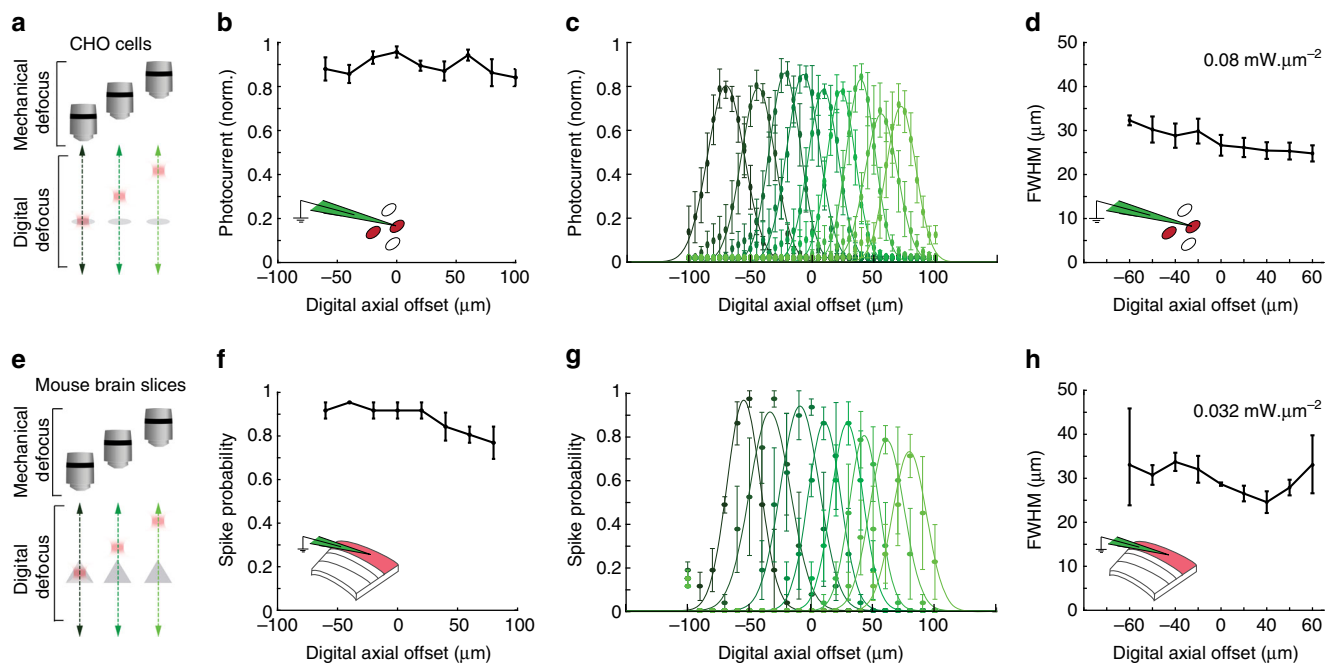 a
CHO cells
Mechanical
defocus
Digital
defocus
b
Photocurrent (norm.)
1
0.8
0.6
0.4
0.2
0
−100 −50 0 50 100
Digital axial offset (μm)
c
Photocurrent (norm.)
1
0.8
0.6
0.4
0.2
0
−100 −50 0 50 100
Digital axial offset (μm)
d
0.08 mW.μm−2
FWHM (μm)
50
40
30
20
10
0
−60 −40 −20 0 20 40 60
Digital axial offset (μm)
e
Mouse brain slices
Mechanical
defocus
Digital
defocus
f
Spike probability
1
0.8
0.6
0.4
0.2
0
−100 −50 0 50 100
Digital axial offset (μm)
g
Spike probability
1
0.8
0.6
0.4
0.2
0
−100 −50 0 50 100
Digital axial offset (μm)
h
0.032 mW.μm−2
FWHM (μm)
50
40
30
20
10
0
−60 −40 −20 0 20 40 60
Digital axial offset (μm)